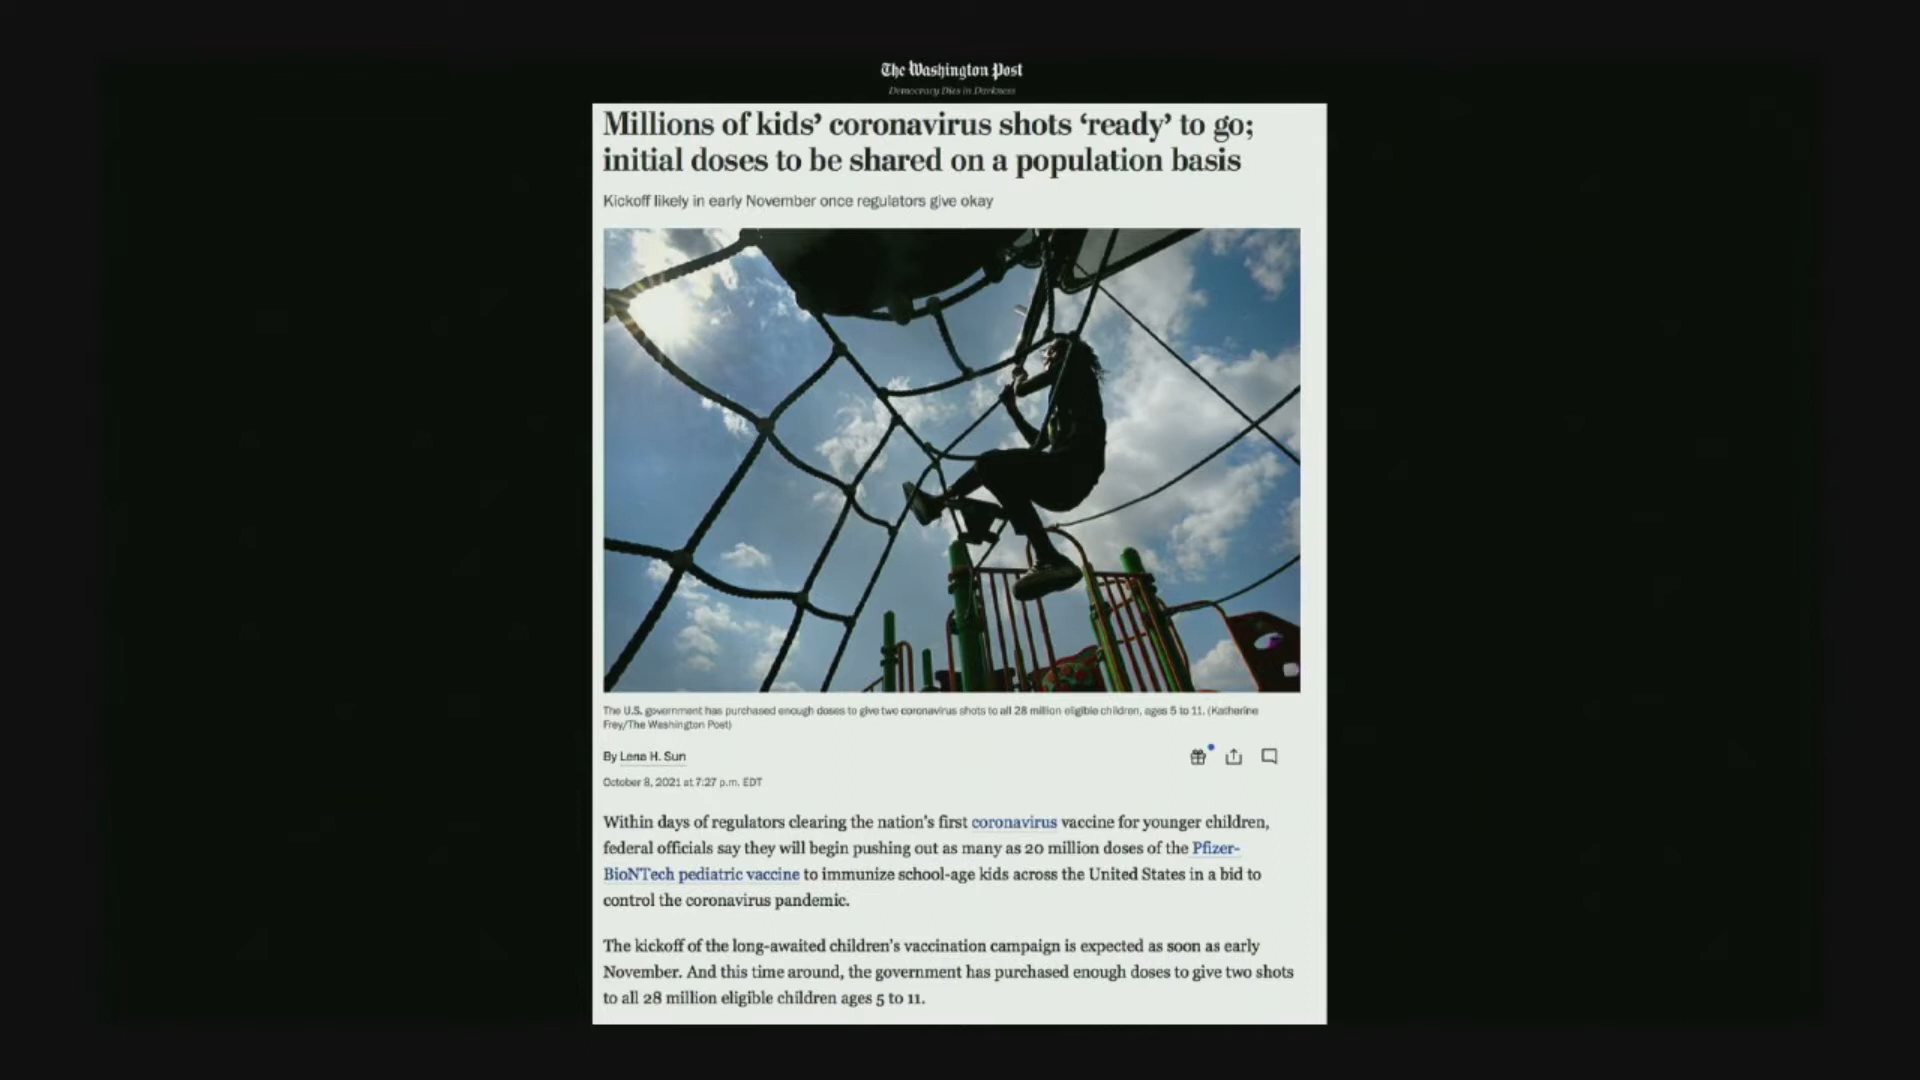 The Washington Post
Democracy Dies in Darkness
Millions of kids’ coronavirus shots ‘ready’ to go;
initial doses to be shared on a population basis
Kickoff likely in early November once regulators give okay
The U.S. government has purchased enough doses to give two coronavirus shots to all 28 million eligible children, ages 5 to 11. (Katherine
Frey/The Washington Post)
By Lena H. Sun
October 8, 2021 at 7:27 p.m. EDT
Within days of regulators clearing the nation’s first coronavirus vaccine for younger children,
federal officials say they will begin pushing out as many as 20 million doses of the Pfizer-
BioNTech pediatric vaccine to immunize school-age kids across the United States in a bid to
control the coronavirus pandemic.
The kickoff of the long-awaited children’s vaccination campaign is expected as soon as early
November. And this time around, the government has purchased enough doses to give two shots
to all 28 million eligible children ages 5 to 11.